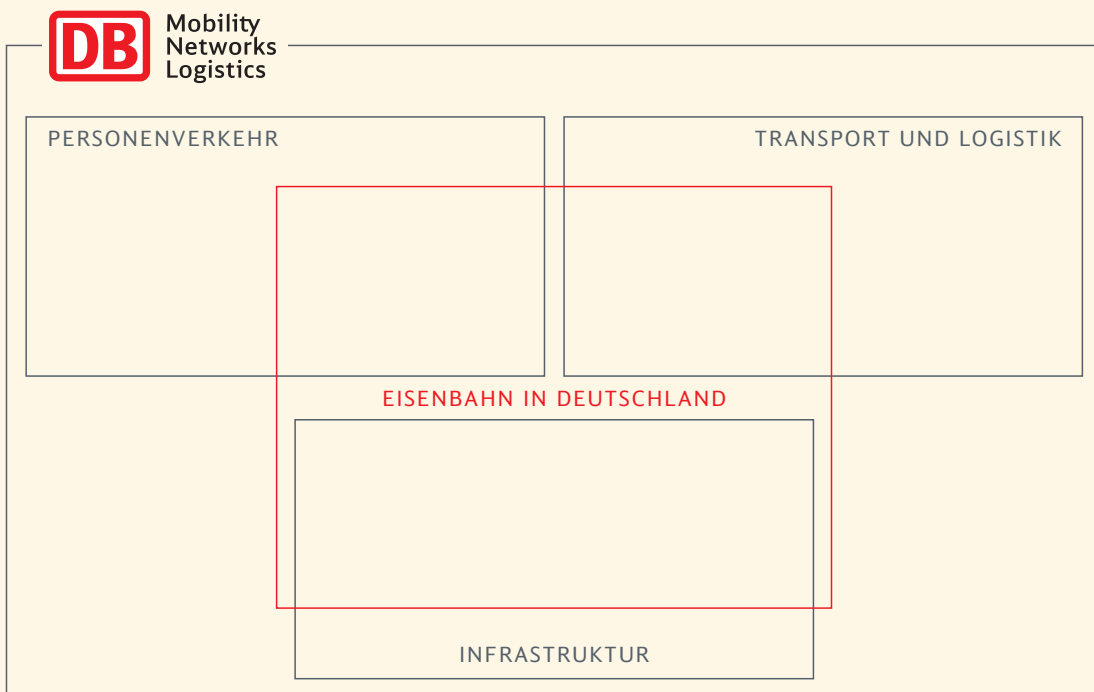 DB
Mobility
Networks
Logistics
PERSONENVERKEHR
TRANSPORT UND LOGISTIK
EISENBAHN IN DEUTSCHLAND
INFRASTRUKTUR